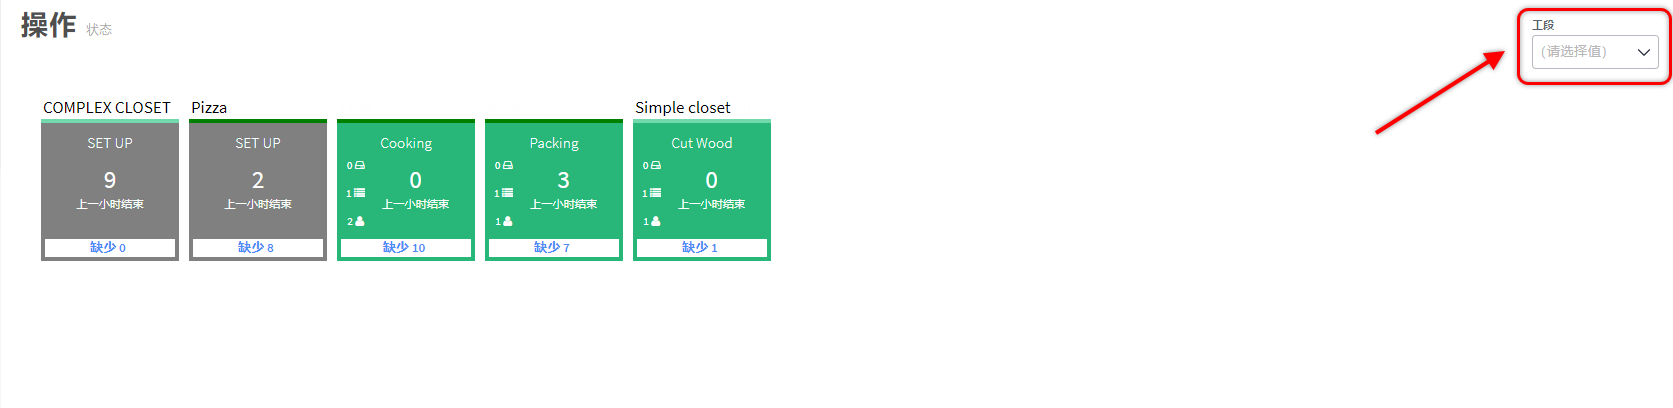 操作 状态
工段
(请选择值)
COMPLEX CLOSET
SET UP
9
上一小时结束
缺少 0
Pizza
SET UP
2
上一小时结束
缺少 8
Cooking
0
1
2
0
上一小时结束
缺少 10
Packing
0
1
1
3
上一小时结束
缺少 7
Simple closet
Cut Wood
0
1
1
0
上一小时结束
缺少 1